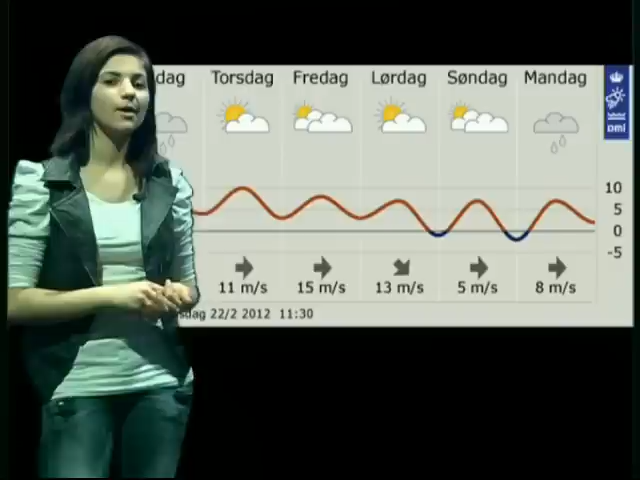 dag Torsdag Fredag Lørdag Søndag Mandag
DMI
10
5
0
-5
11 m/s 15 m/s 13 m/s 5 m/s 8 m/s
sdag 22/2 2012 11:30